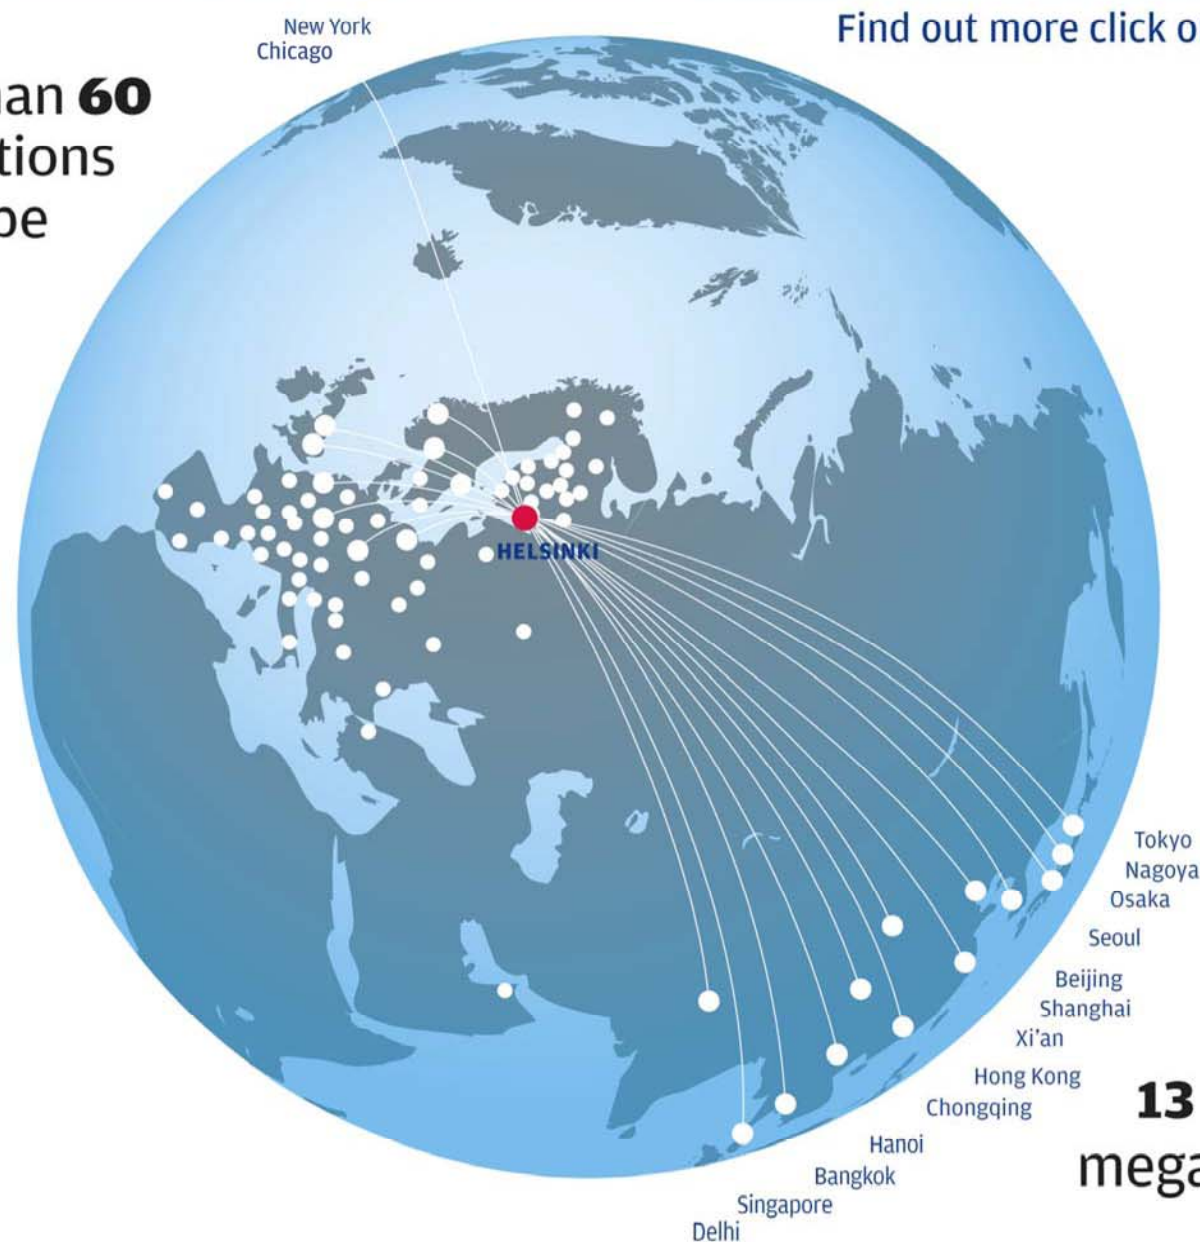 New York
Chicago
Find out more click o
an 60
tions
pe
HELSINKI
Tokyo
Nagoya
Osaka
Seoul
Beijing
Shanghai
Xi'an
Hong Kong
Chongqing
Hanoi
Bangkok
Singapore
Delhi
13
mega